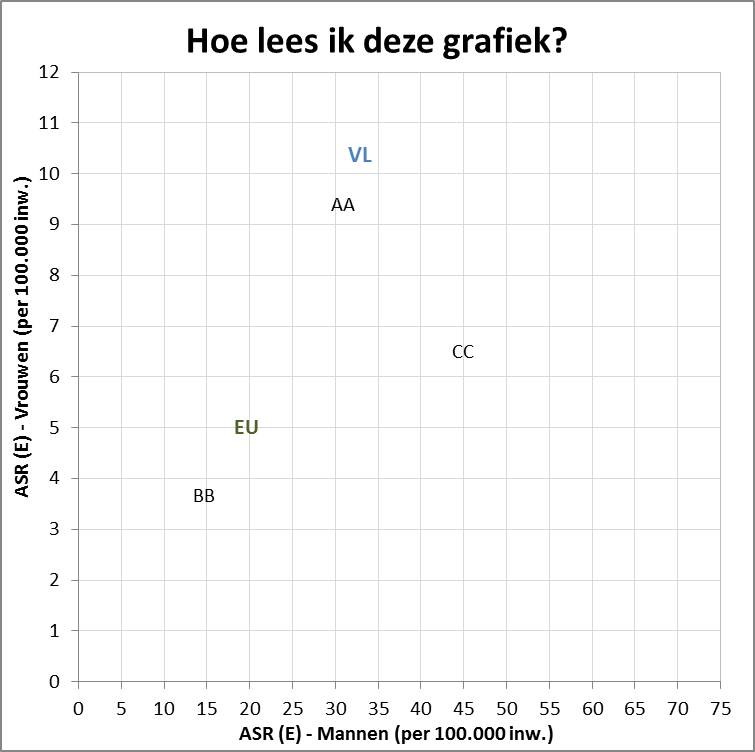 Hoe lees ik deze grafiek?
ASR (E) - Vrouwen (per 100.000 inw.)
12
11
10
9
8
7
6
5
4
3
2
1
0
VL
AA
CC
EU
BB
0 5 10 15 20 25 30 35 40 45 50 55 60 65 70 75
ASR (E) - Mannen (per 100.000 inw.)